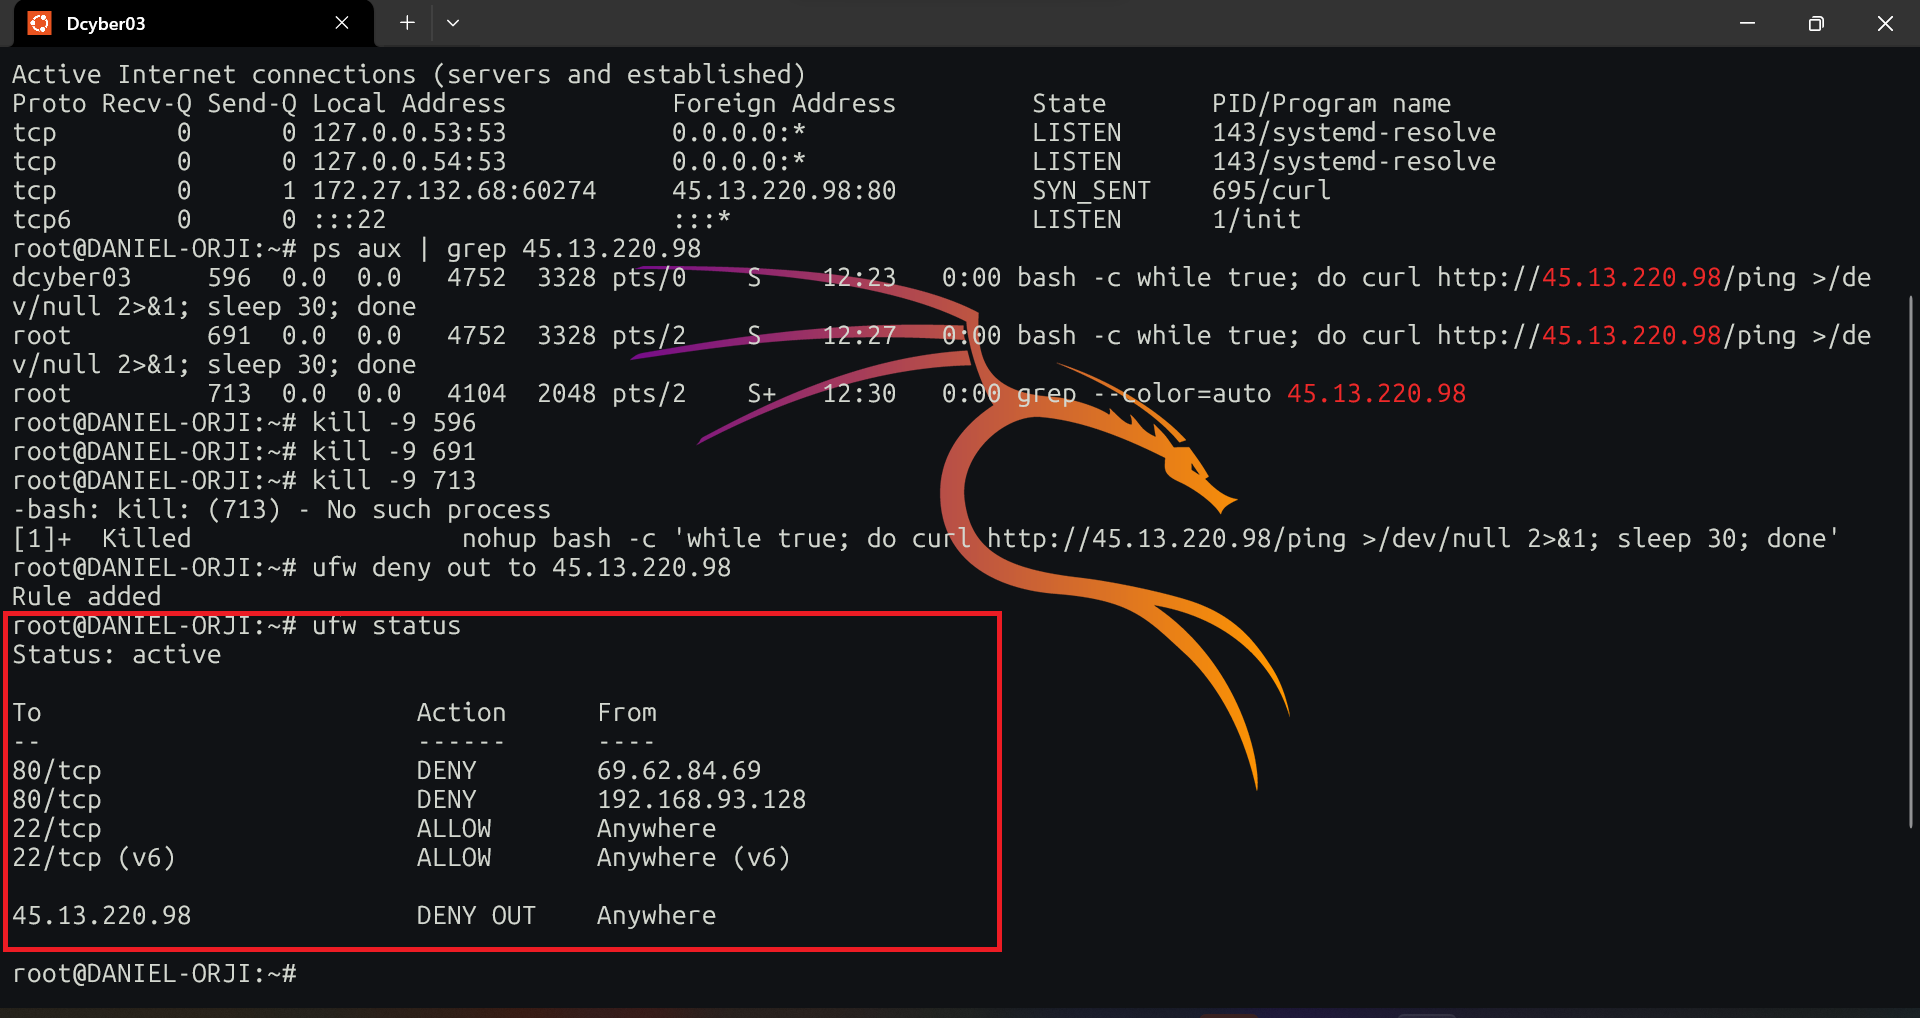 Dcyber03
Active Internet connections (servers and established)
Proto Recv-Q Send-Q Local Address           Foreign Address         State       PID/Program name
tcp        0      0 127.0.0.53:53           0.0.0.0:*               LISTEN      143/systemd-resolve
tcp        0      0 127.0.0.54:53           0.0.0.0:*               LISTEN      143/systemd-resolve
tcp        0      1 172.27.132.68:60274     45.13.220.98:80         SYN_SENT    695/curl
tcp6       0      0 :::22                   :::*                    LISTEN      1/init
root@DANIEL-ORJI:~# ps aux | grep 45.13.220.98
dcyber03     596  0.0  0.0   4752  3328 pts/0    S    12:23   0:00 bash -c while true; do curl http://45.13.220.98/ping >/de
v/null 2>&1; sleep 30; done
root         691  0.0  0.0   4752  3328 pts/2    S    12:27   0:00 bash -c while true; do curl http://45.13.220.98/ping >/de
v/null 2>&1; sleep 30; done
root         713  0.0  0.0   4104  2048 pts/2    S+   12:30   0:00 grep --color=auto 45.13.220.98
root@DANIEL-ORJI:~# kill -9 596
root@DANIEL-ORJI:~# kill -9 691
root@DANIEL-ORJI:~# kill -9 713
-bash: kill: (713) - No such process
[1]+  Killed                  nohup bash -c 'while true; do curl http://45.13.220.98/ping >/dev/null 2>&1; sleep 30; done'
root@DANIEL-ORJI:~# ufw deny out to 45.13.220.98
Rule added
root@DANIEL-ORJI:~# ufw status
Status: active
To                         Action      From
--                         ------      ----
80/tcp                     DENY        69.62.84.69
80/tcp                     DENY        192.168.93.128
22/tcp                     ALLOW       Anywhere
22/tcp (v6)                ALLOW       Anywhere (v6)
45.13.220.98               DENY OUT    Anywhere
root@DANIEL-ORJI:~#